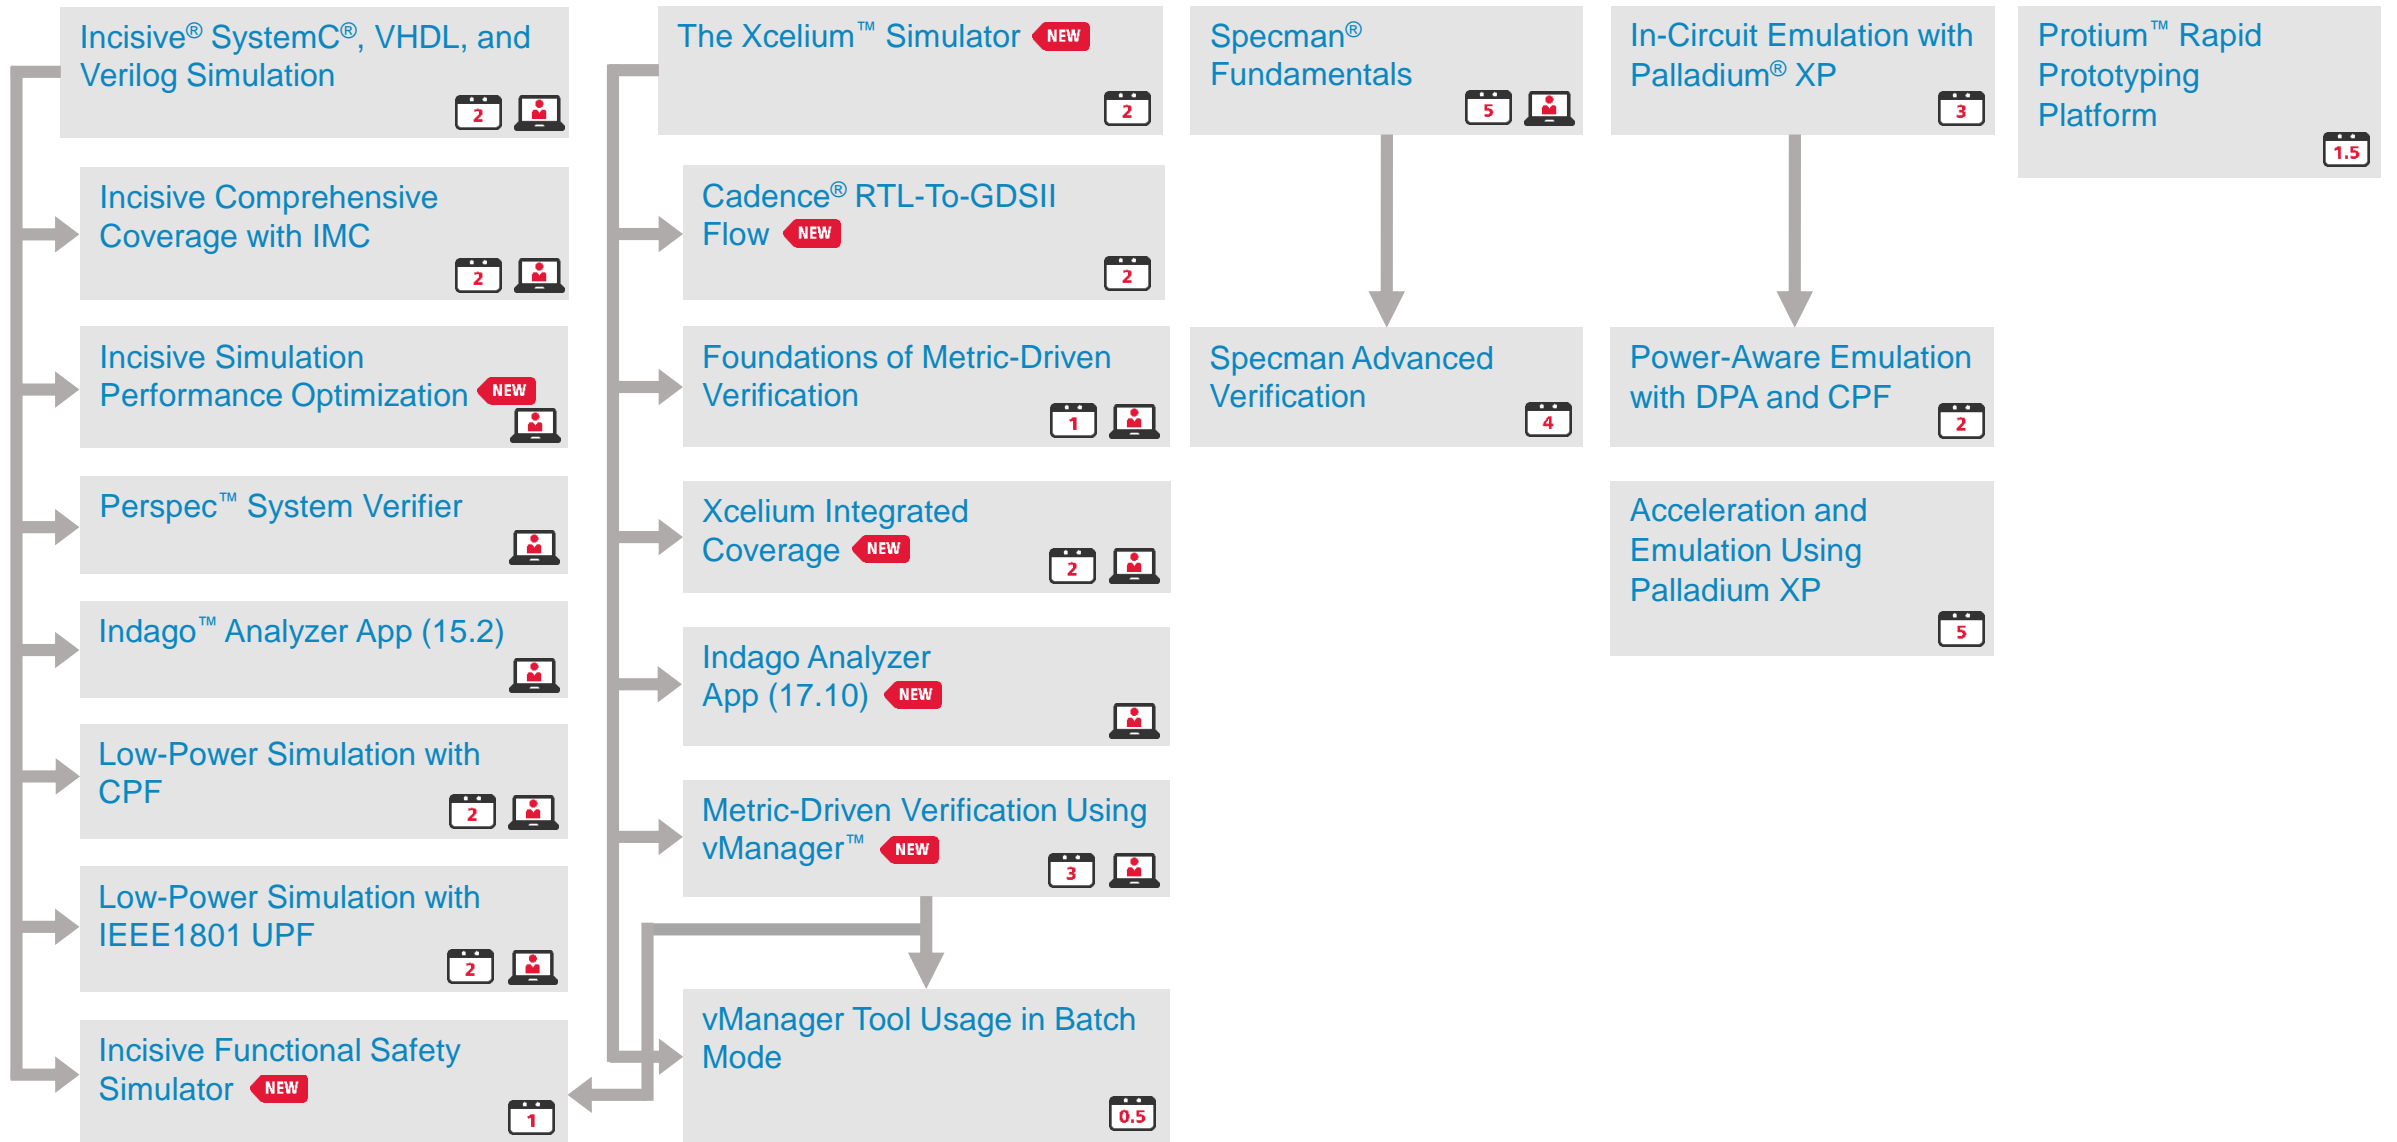 Incisive® SystemC®, VHDL, and
Verilog Simulation
2
Incisive Comprehensive
Coverage with IMC
2
Incisive Simulation
Performance Optimization NEW
Perspec™ System Verifier
Indago™ Analyzer App (15.2)
Low-Power Simulation with
CPF
2
Low-Power Simulation with
IEEE1801 UPF
2
Incisive Functional Safety
Simulator NEW
1
The Xcelium™ Simulator NEW
2
Cadence® RTL-To-GDSII
Flow NEW
2
Foundations of Metric-Driven
Verification
1
Xcelium Integrated
Coverage NEW
2
Indago Analyzer
App (17.10) NEW
Metric-Driven Verification Using
vManager™ NEW
3
vManager Tool Usage in Batch
Mode
0.5
Specman®
Fundamentals
5
Specman Advanced
Verification
4
In-Circuit Emulation with
Palladium® XP
3
Power-Aware Emulation
with DPA and CPF
2
Acceleration and
Emulation Using
Palladium XP
5
Protium™ Rapid
Prototyping
Platform
1.5